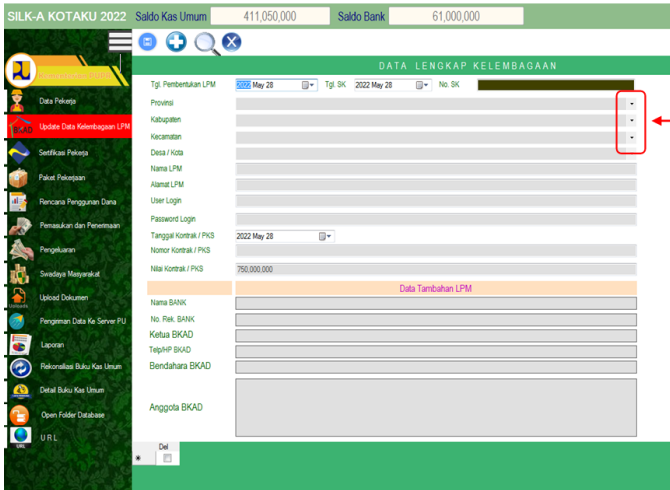 SILK-A KOTAKU 2022 Saldo Kas Umum 411,050,000 Saldo Bank 61,000,000
DATA LENGKAP KELEMBAGAAN
Tgl. Pembentukan LPM 2022 May 28 Tgl. SK 2022 May 28 No. SK
Provinsi
Kabupaten
Kecamatan
Desa / Kota
Nama LPM
Alamat LPM
User Login
Password Login
Tanggal Kontrak / PKS 2022 May 28
Nomor Kontrak / PKS
Nilai Kontrak / PKS 750,000,000
Data Tambahan LPM
Nama BANK
No. Rek. BANK
Ketua BKAD
Telp/HP BKAD
Bendahara BKAD
Anggota BKAD
Del
Data Pekerja
BKAD Update Data Kelembagaan LPM
Sertifikasi Pekerja
Paket Pekerjaan
Rencana Penggunan Dana
Pemasukan dan Penerimaan
Pengeluaran
Swadaya Masyarakat
Uploads Upload Dokumen
Pengiriman Data Ke Server PU
Laporan
Rekonsiliasi Buku Kas Umum
Detail Buku Kas Umum
Open Folder Database
URL URL